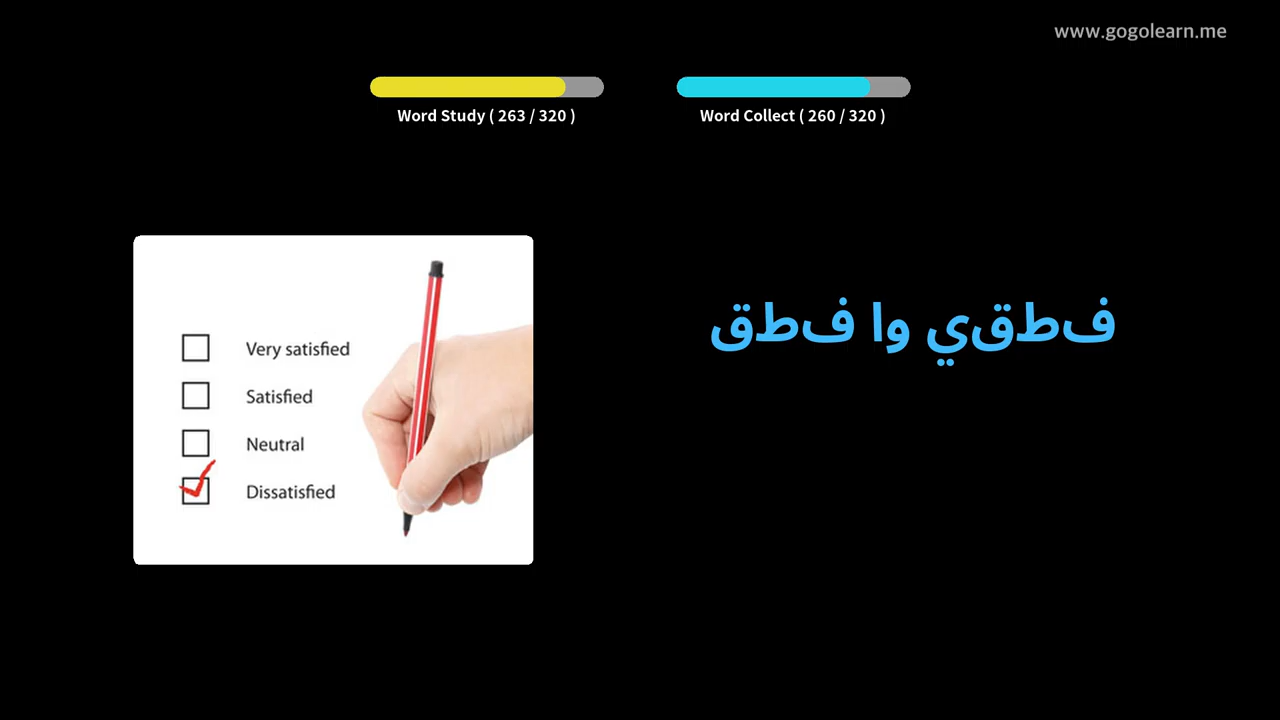 www.gogolearn.me
Word Study ( 263 / 320 )
Word Collect ( 260 / 320 )
Very satisfied
Satisfied
Neutral
Dissatisfied
فطقي وا فطق